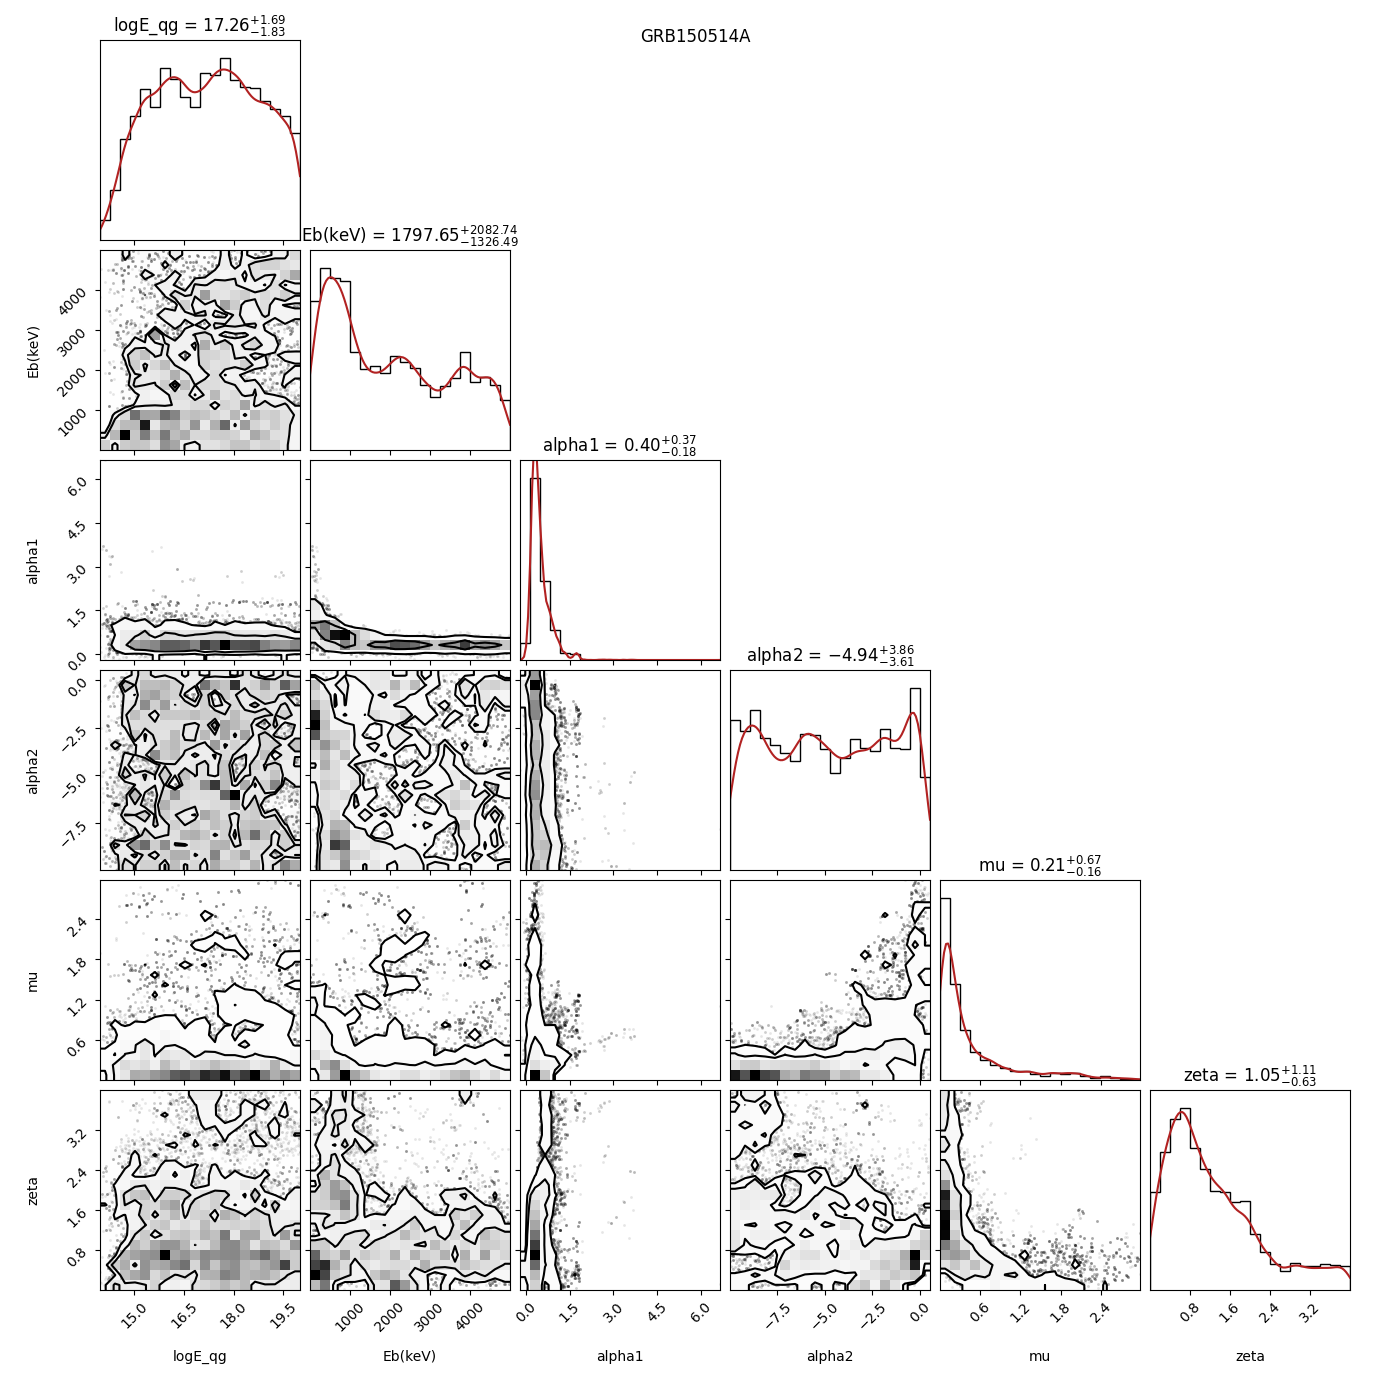 GRB150514A
logE_qg = 17.26+1.69−1.83
Eb(keV) = 1797.65+2082.74−1326.49
Eb(keV)
4000
3000
2000
1000
alpha1 = 0.40+0.37−0.18
alpha1
6.0
4.5
3.0
1.5
0.0
alpha2 = −4.94+3.86−3.61
alpha2
0.0
−2.5
−5.0
−7.5
mu = 0.21+0.67−0.16
mu
2.4
1.8
1.2
0.6
zeta = 1.05+1.11−0.63
zeta
3.2
2.4
1.6
0.8
15.0 16.5 18.0 19.5
1000 2000 3000 4000
0.0 1.5 3.0 4.5 6.0
−7.5 −5.0 −2.5 0.0
0.6 1.2 1.8 2.4
0.8 1.6 2.4 3.2
logE_qg Eb(keV) alpha1 alpha2 mu zeta